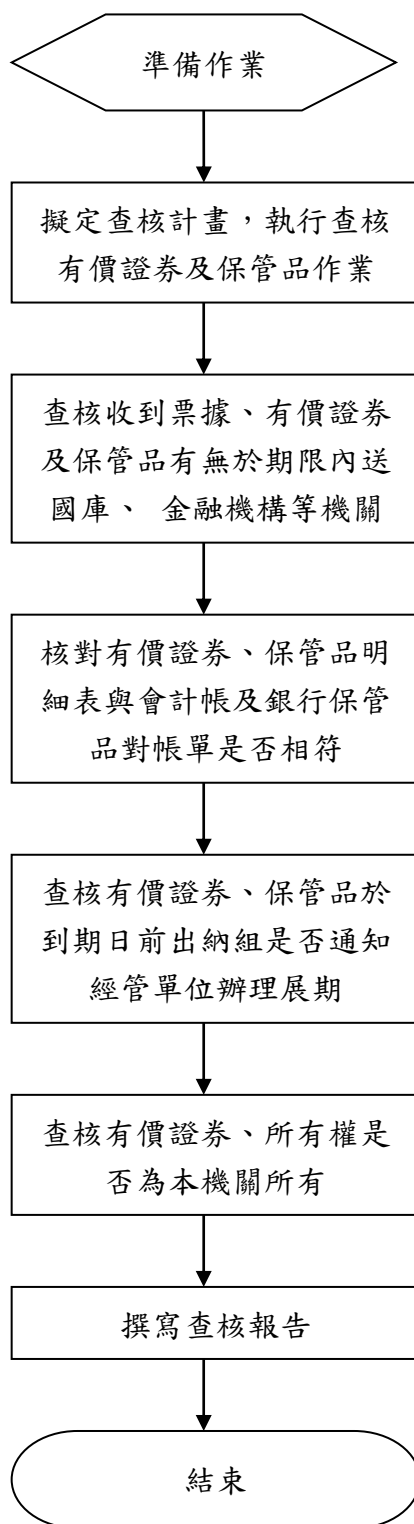 準備作業
擬定查核計畫，執行查核
有價證券及保管品作業
查核收到票據、有價證券
及保管品有無於期限內送
國庫、 金融機構等機關
核對有價證券、保管品明
細表與會計帳及銀行保管
品對帳單是否相符
查核有價證券、保管品於
到期日前出納組是否通知
經管單位辦理展期
查核有價證券、所有權是
否為本機關所有
撰寫查核報告
結束